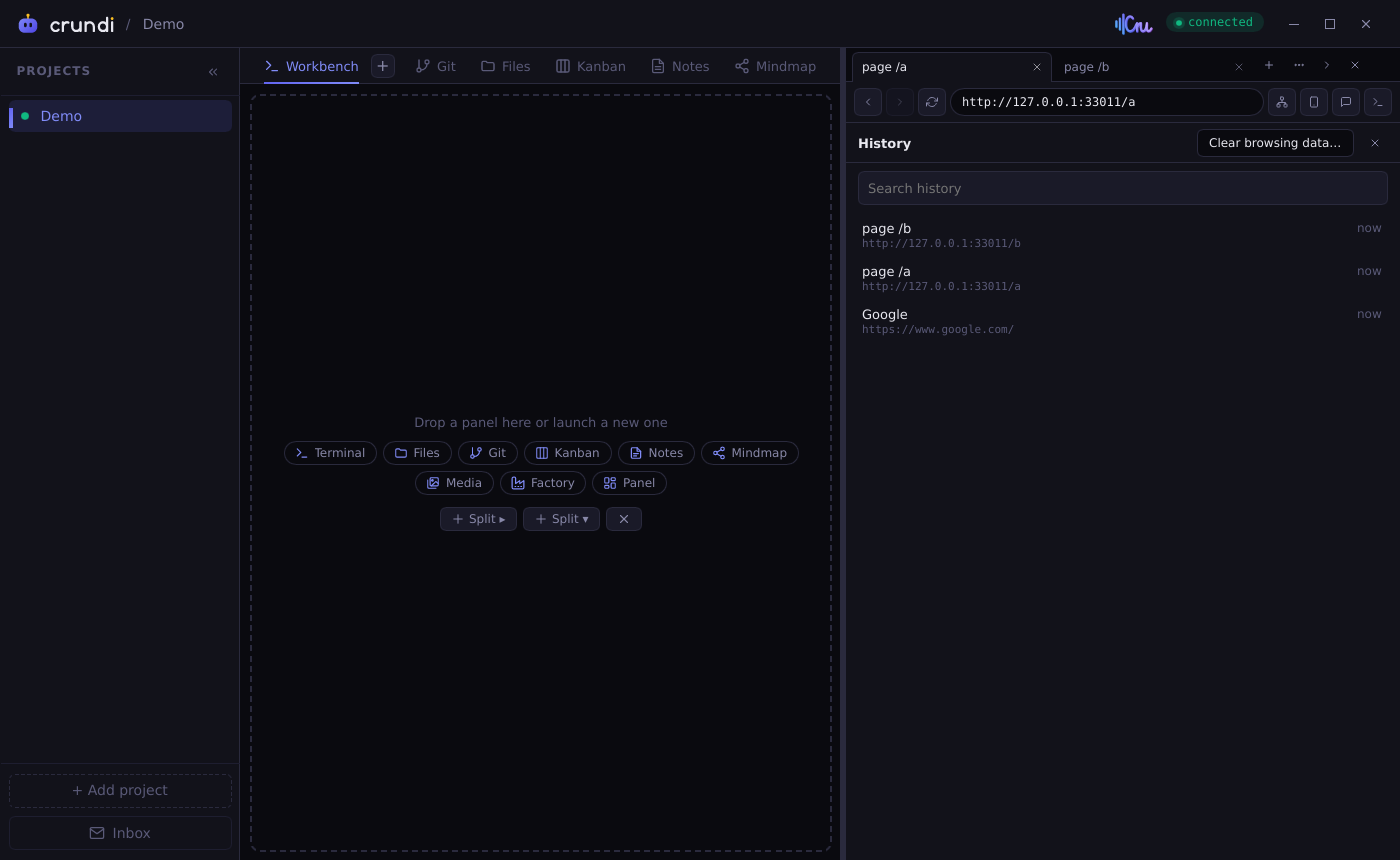 crundi / Demo
Cru
connected
PROJECTS
Demo
+ Add project
Inbox
Workbench
Git
Files
Kanban
Notes
Mindmap
Drop a panel here or launch a new one
Terminal
Files
Git
Kanban
Notes
Mindmap
Media
Factory
Panel
+ Split ▸
+ Split ▾
page /a
page /b
http://127.0.0.1:33011/a
History
Clear browsing data…
Search history
page /b
now
http://127.0.0.1:33011/b
page /a
now
http://127.0.0.1:33011/a
Google
now
https://www.google.com/